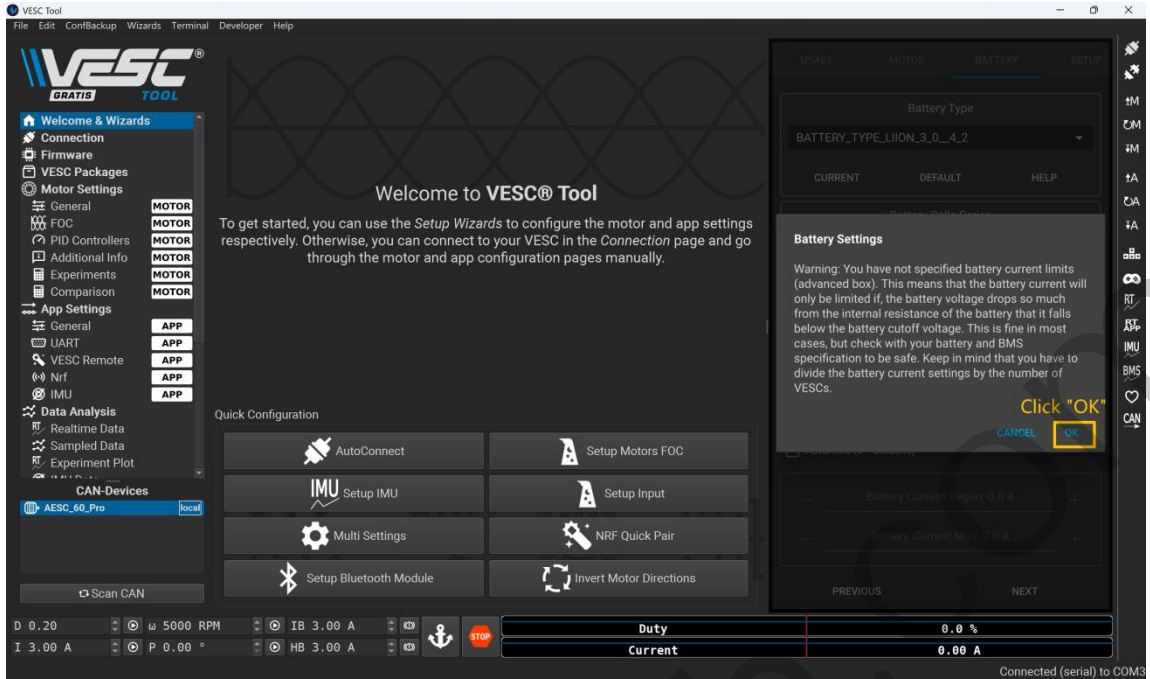 VESC Tool
File Edit ConfBackup Wizards Terminal Developer Help
VESC®
GRATIS TOOL
Welcome & Wizards
Connection
Firmware
VESC Packages
Motor Settings
General MOTOR
FOC MOTOR
PID Controllers MOTOR
Additional Info MOTOR
Experiments MOTOR
Comparison MOTOR
App Settings
General APP
UART APP
VESC Remote APP
Nrf APP
IMU APP
Data Analysis
Realtime Data
Sampled Data
Experiment Plot
CAN-Devices
AESC_60_Pro local
Scan CAN
Welcome to VESC® Tool
To get started, you can use the Setup Wizards to configure the motor and app settings
respectively. Otherwise, you can connect to your VESC in the Connection page and go
through the motor and app configuration pages manually.
Quick Configuration
AutoConnect
Setup Motors FOC
IMU Setup IMU
Setup Input
Multi Settings
NRF Quick Pair
Setup Bluetooth Module
Invert Motor Directions
USAGE MOTOR BATTERY SETUP
Battery Type
BATTERY_TYPE_LIION_3_0__4_2
CURRENT DEFAULT HELP
Battery Cells Series
Battery Settings
Warning: You have not specified battery current limits
(advanced box). This means that the battery current will
only be limited if, the battery voltage drops so much
from the internal resistance of the battery that it falls
below the battery cutoff voltage. This is fine in most
cases, but check with your battery and BMS
specification to be safe. Keep in mind that you have to
divide the battery current settings by the number of
VESCs.
Click "OK"
CANCEL OK
Battery Current Regen: 0.0 A
Battery Current Max: 0.0 A
PREVIOUS NEXT
M
M
M
A
A
A
RT
RT
APP
IMU
BMS
CAN
D 0.20 ω 5000 RPM IB 3.00 A
I 3.00 A P 0.00 ° HB 3.00 A
STOP
Duty 0.0 %
Current 0.00 A
Connected (serial) to COM3